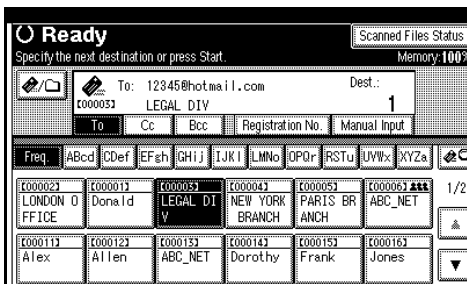 Ready
Scanned Files Status
Specify the next destination or press Start.
Memory:100%
To: 12345@hotmail.com
Dest.:
[00003] LEGAL DIV
1
To Cc Bcc Registration No. Manual Input
Freq. ABcd CDef EFgh GHij IJKl LMNo OPQr RSTu UVWx XYZa
[00002] [00001] [00003] [00004] [00005] [00006]
LONDON O Donald LEGAL DI NEW YORK PARIS BR ABC_NET
FFICE V BRANCH ANCH
1/2
[00011] [00012] [00013] [00014] [00015] [00016]
Alex Allen ABC_NET Dorothy Frank Jones